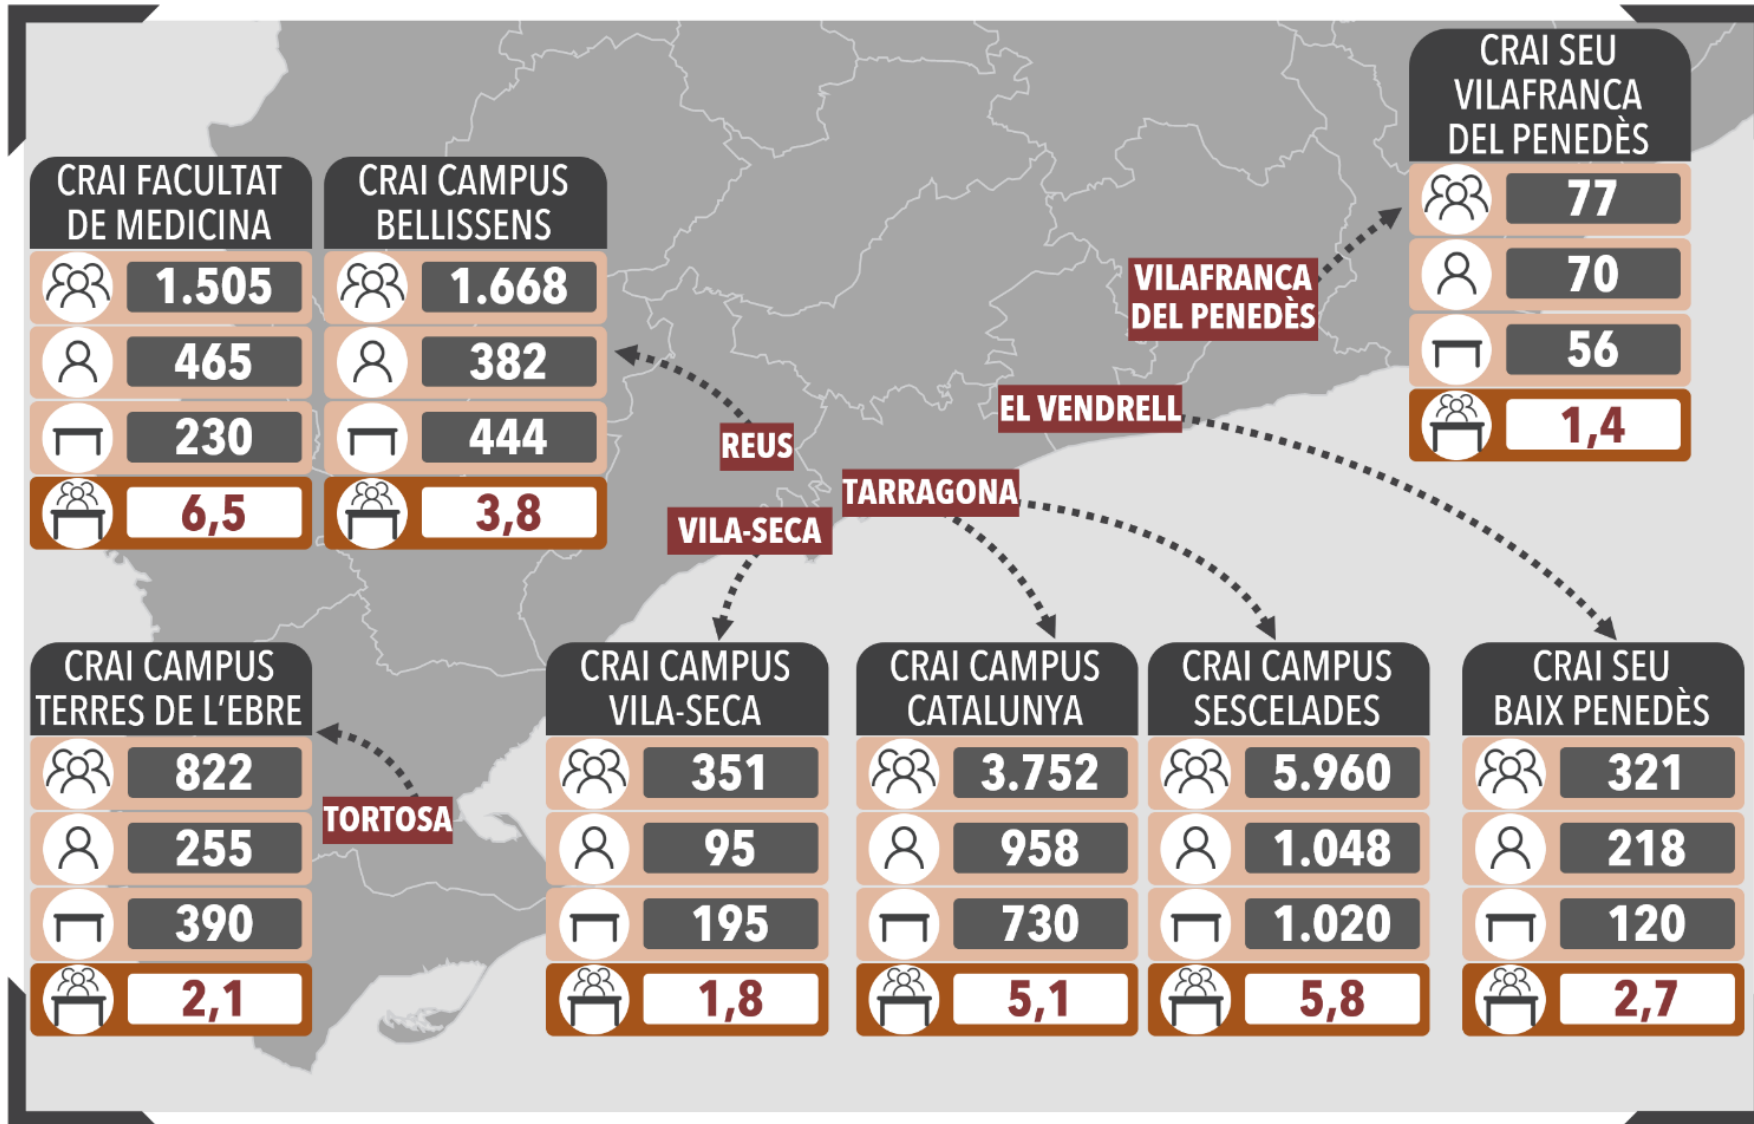 CRAI SEU
VILAFRANCA
DEL PENEDÈS
77
70
56
1,4
CRAI FACULTAT
DE MEDICINA
1.505
465
230
6,5
CRAI CAMPUS
BELLISSENS
1.668
382
444
3,8
VILAFRANCA
DEL PENEDÈS
EL VENDRELL
REUS
TARRAGONA
VILA-SECA
TORTOSA
CRAI CAMPUS
TERRES DE L'EBRE
822
255
390
2,1
CRAI CAMPUS
VILA-SECA
351
95
195
1,8
CRAI CAMPUS
CATALUNYA
3.752
958
730
5,1
CRAI CAMPUS
SESCELADES
5.960
1.048
1.020
5,8
CRAI SEU
BAIX PENEDÈS
321
218
120
2,7